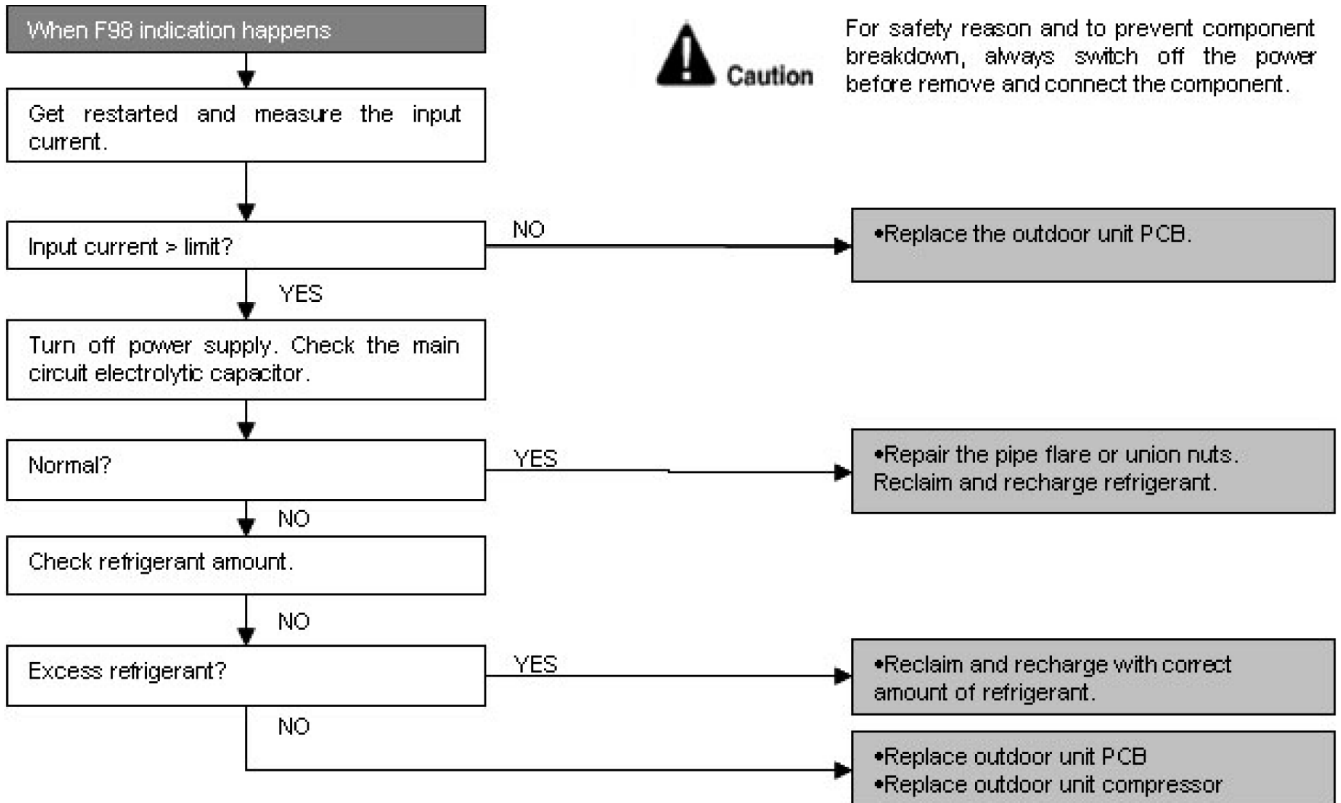 When F98 indication happens
Caution
For safety reason and to prevent component
breakdown, always switch off the power
before remove and connect the component.
Get restarted and measure the input
current.
Input current > limit?
NO
•Replace the outdoor unit PCB.
YES
Turn off power supply. Check the main
circuit electrolytic capacitor.
Normal?
YES
•Repair the pipe flare or union nuts.
Reclaim and recharge refrigerant.
NO
Check refrigerant amount.
NO
Excess refrigerant?
YES
•Reclaim and recharge with correct
amount of refrigerant.
NO
•Replace outdoor unit PCB
•Replace outdoor unit compressor